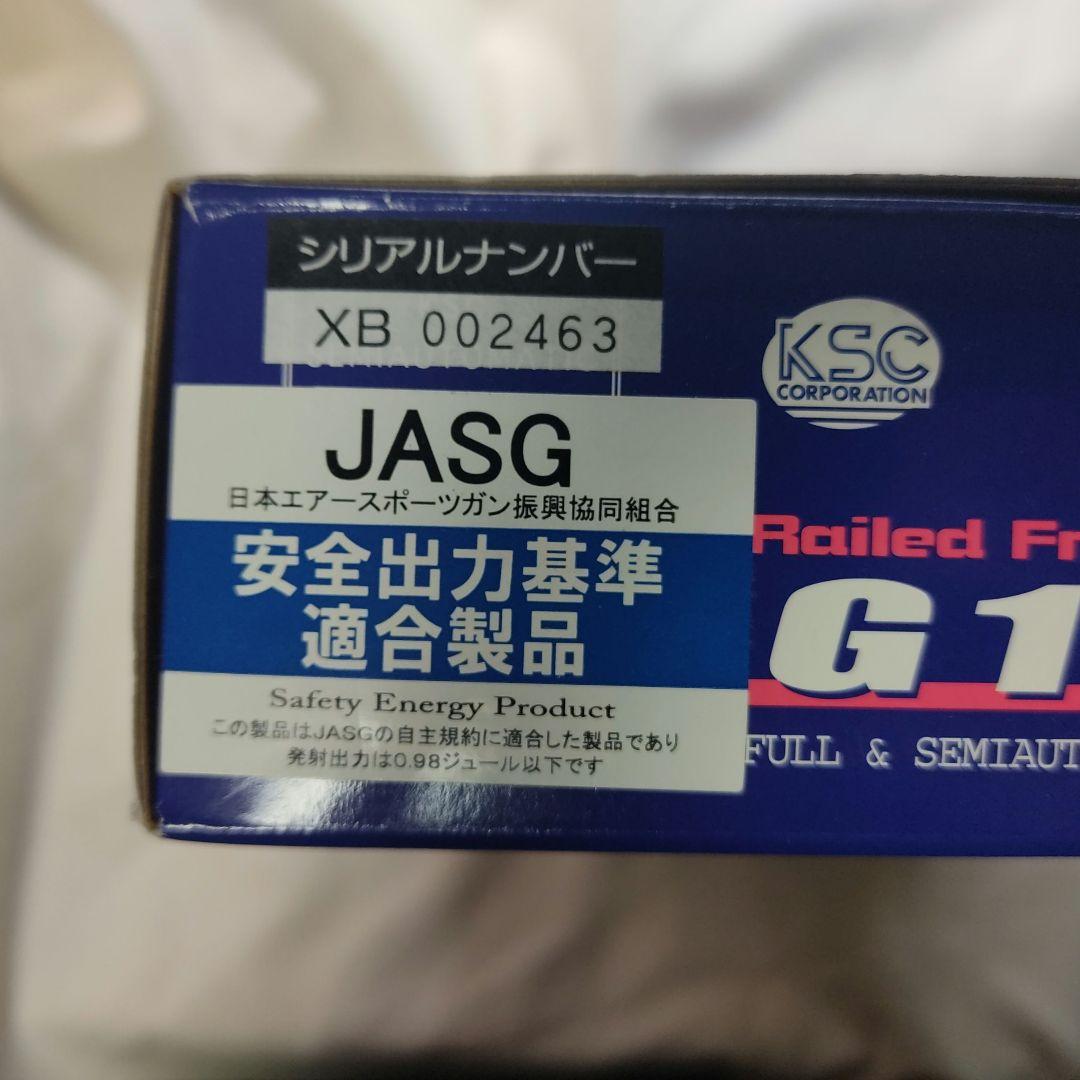 シリアルナンバー
XB 002463
JASG
日本エアースポーツガン振興協同組合
安全出力基準
適合製品
Safety Energy Product
この製品はJASGの自主規約に適合した製品であり
発射出力は0.98ジュール以下です
KSC
CORPORATION
Railed Fr
G1
FULL & SEMIAUT